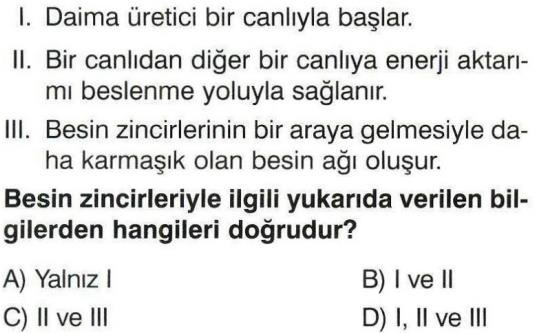 I. Daima üretici bir canlıyla başlar.
II. Bir canlıdan diğer bir canlıya enerji aktarı-
mı beslenme yoluyla sağlanır.
III. Besin zincirlerinin bir araya gelmesiyle da-
ha karmaşık olan besin ağı oluşur.
Besin zincirleriyle ilgili yukarıda verilen bil-
gilerden hangileri doğrudur?
A) Yalnız I B) I ve II
C) II ve III D) I, II ve III